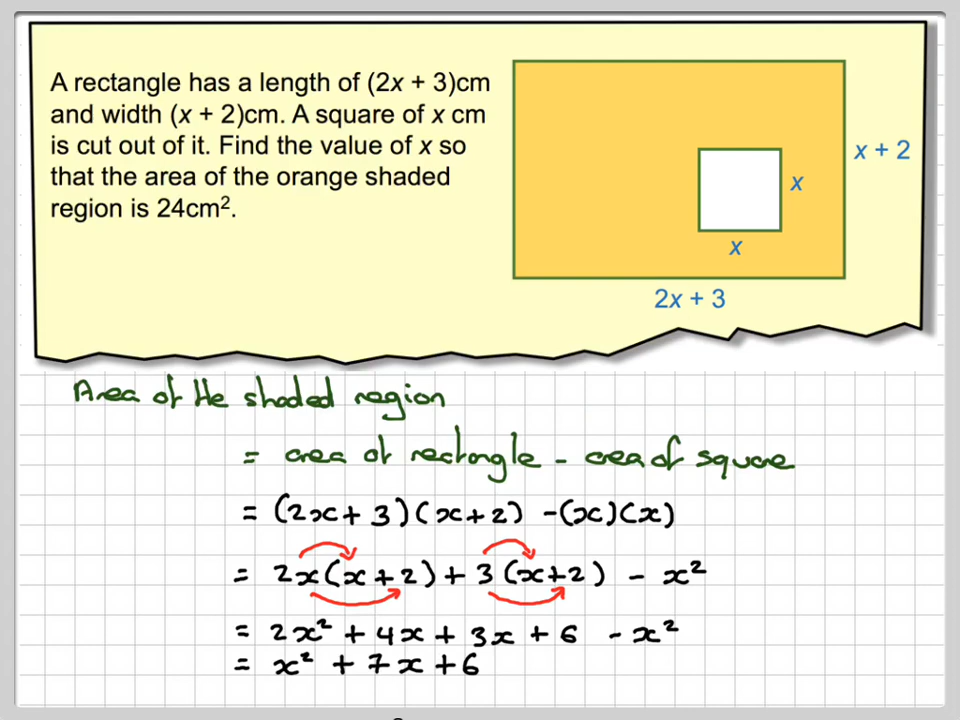 A rectangle has a length of (2x + 3)cm
and width (x + 2)cm. A square of x cm
is cut out of it. Find the value of x so
that the area of the orange shaded
region is 24cm².
x + 2
x
x
2x + 3
Area of the shaded region
= area of rectangle - area of square
= (2x + 3)(x+2) -(x)(x)
= 2x(x+2) + 3(x+2) - x²
= 2x² + 4x + 3x + 6 - x²
= x² + 7x + 6